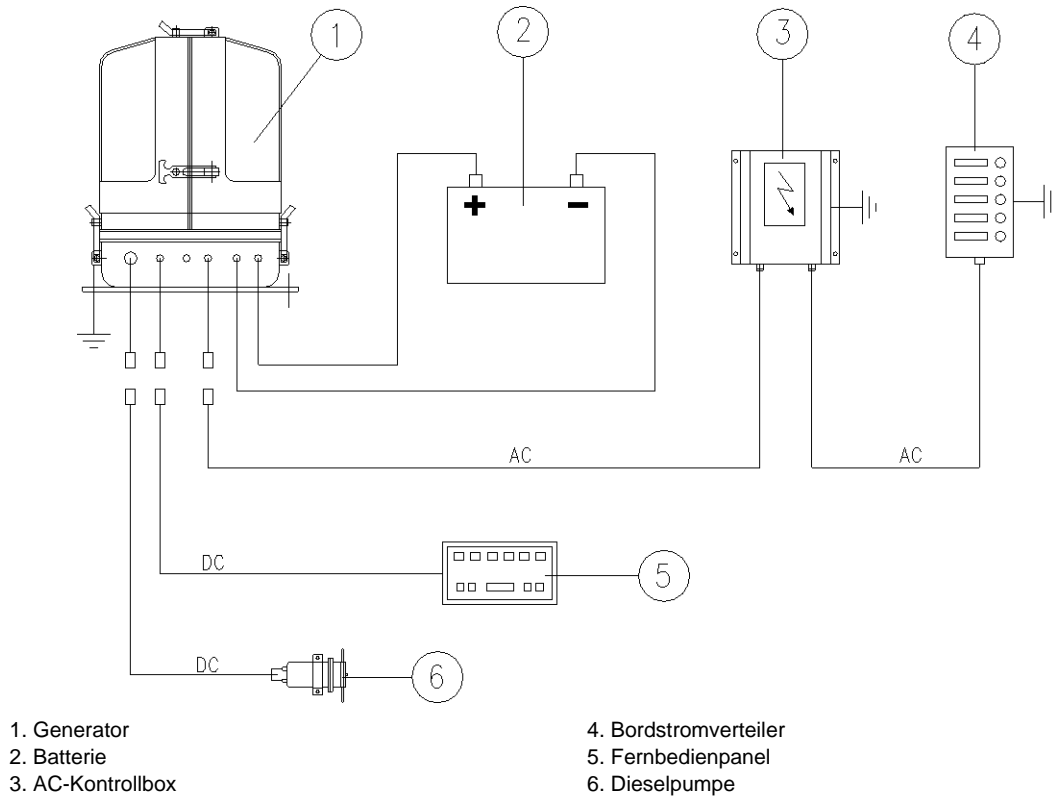 1
2
3
4
+
−
AC
AC
DC
5
DC
6
1. Generator
2. Batterie
3. AC-Kontrollbox
4. Bordstromverteiler
5. Fernbedienpanel
6. Dieselpumpe